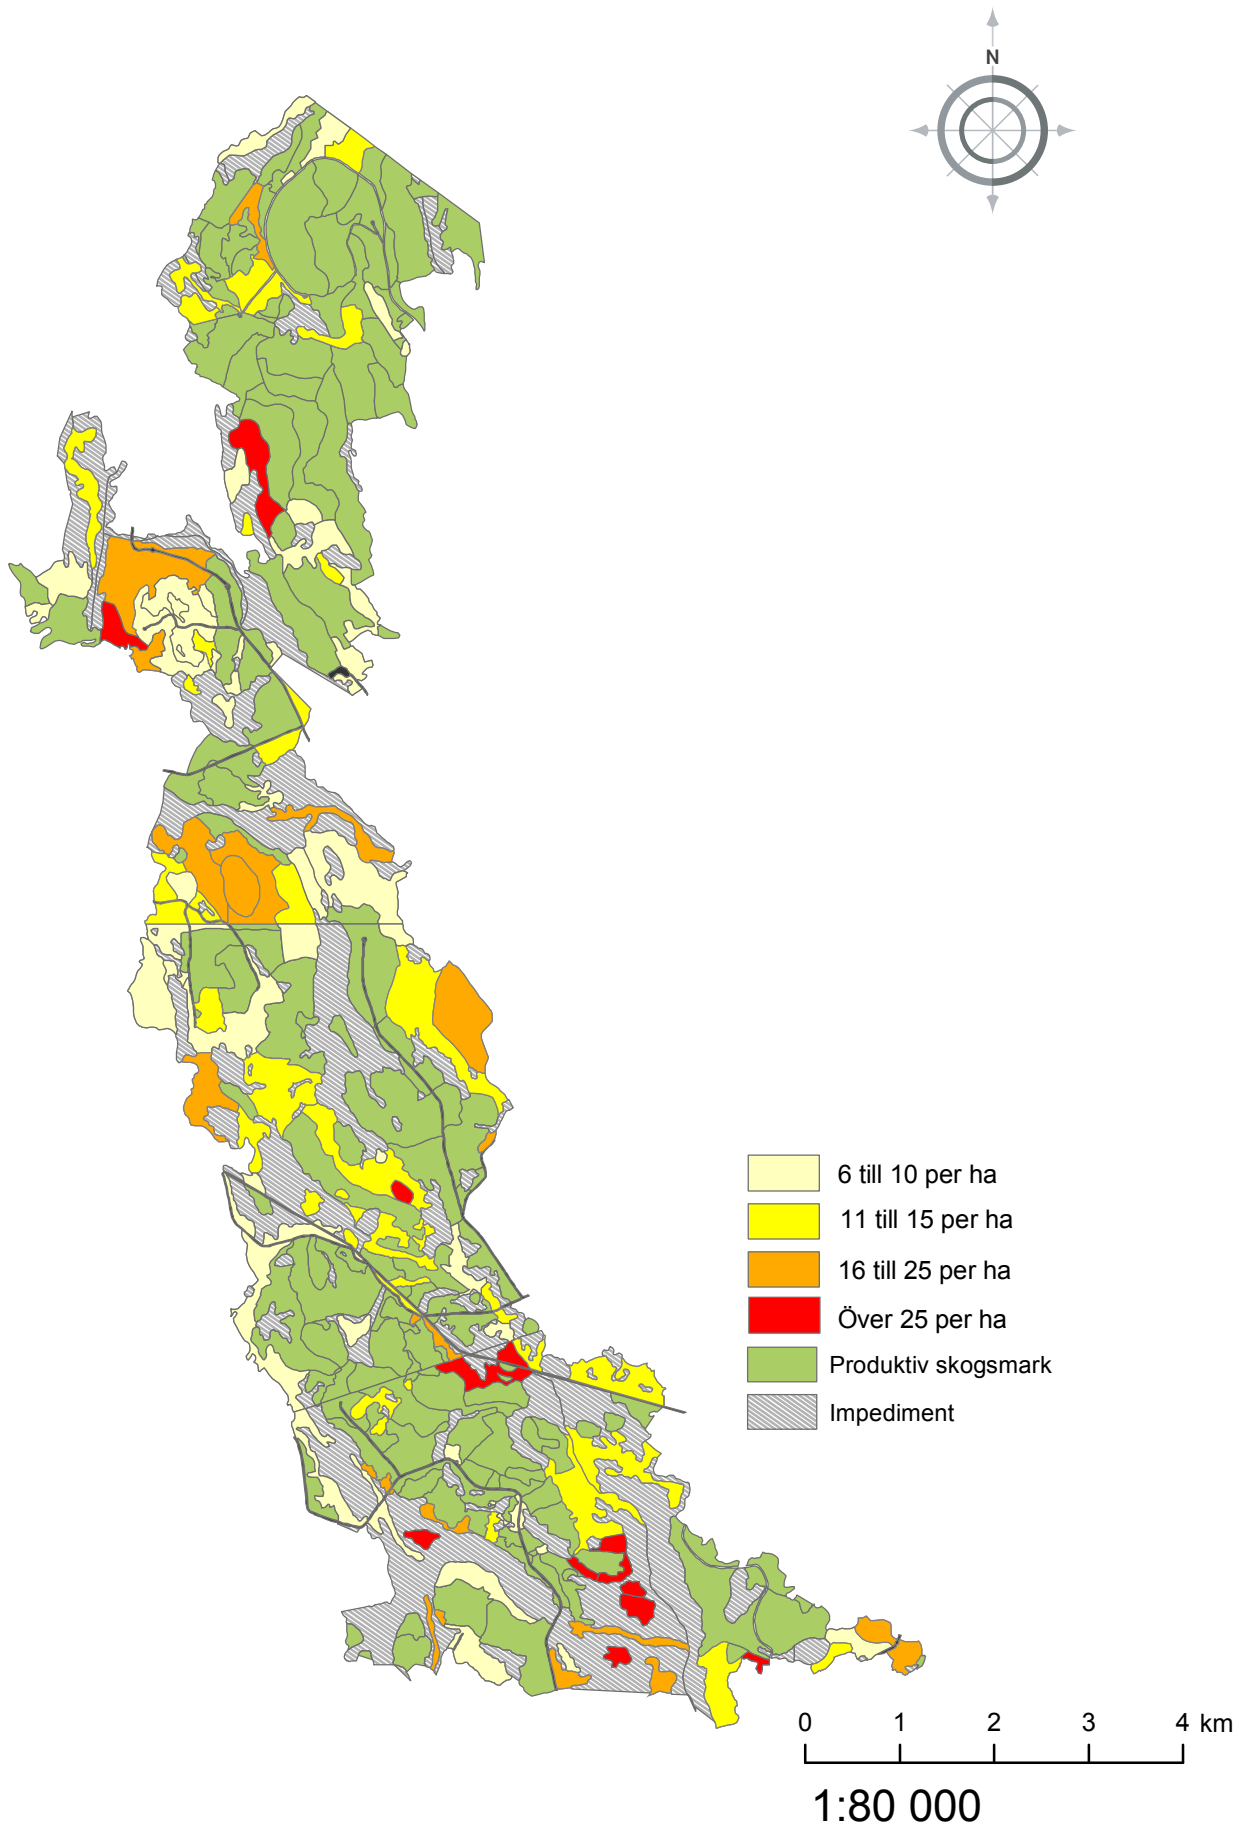 N
6 till 10 per ha
11 till 15 per ha
16 till 25 per ha
Över 25 per ha
Produktiv skogsmark
Impediment
0 1 2 3 4 km
1:80 000